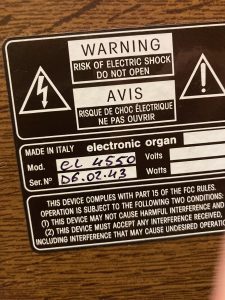 WARNING
RISK OF ELECTRIC SHOCK
DO NOT OPEN
AVIS
RISQUE DE CHOC ÉLECTRIQUE
NE PAS OUVRIR
MADE IN ITALY electronic organ
Mod. CL 4550 Volts
Ser. N° D6.02.43 Watts
THIS DEVICE COMPLIES WITH PART 15 OF THE FCC RULES.
OPERATION IS SUBJECT TO THE FOLLOWING TWO CONDITIONS:
(1) THIS DEVICE MAY NOT CAUSE HARMFUL INTERFERENCE AND
(2) THIS DEVICE MUST ACCEPT ANY INTERFERENCE RECEIVED,
INCLUDING INTERFERENCE THAT MAY CAUSE
OPERATION.